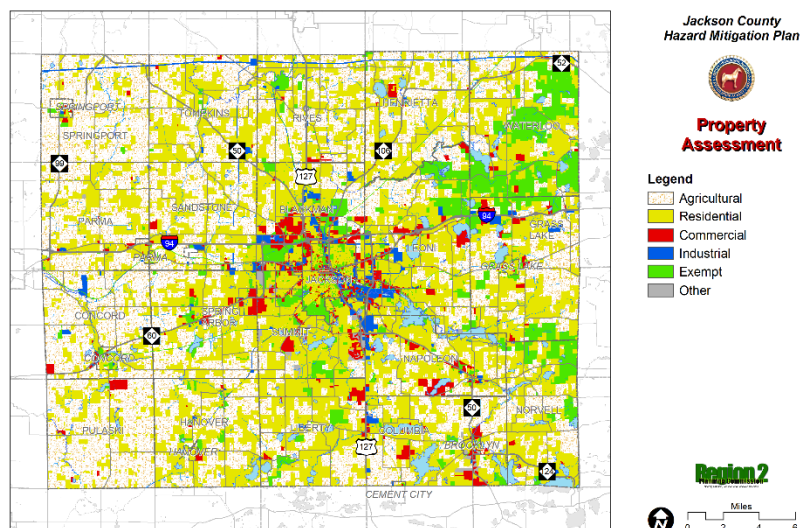 Jackson County
Hazard Mitigation Plan
Property
Assessment
Legend
Agricultural
Residential
Commercial
Industrial
Exempt
Other
Region 2
Planning Commission
Miles
0 2 4 6
N
52
SPRINGPORT
TOMPKINS
RIVES
HENRIETTA
WATERLOO
SPRINGPORT
99
50
106
127
SANDSTONE
BLACKMAN
PARMA
94
GRASS
LAKE
94
PARMA
LEONI
GRASS LAKE
JACKSON
CONCORD
SPRING
ARBOR
60
SUMMIT
CONCORD
NAPOLEON
50
NORVELL
PULASKI
HANOVER
LIBERTY
COLUMBIA
HANOVER
127
BROOKLYN
124
CEMENT CITY